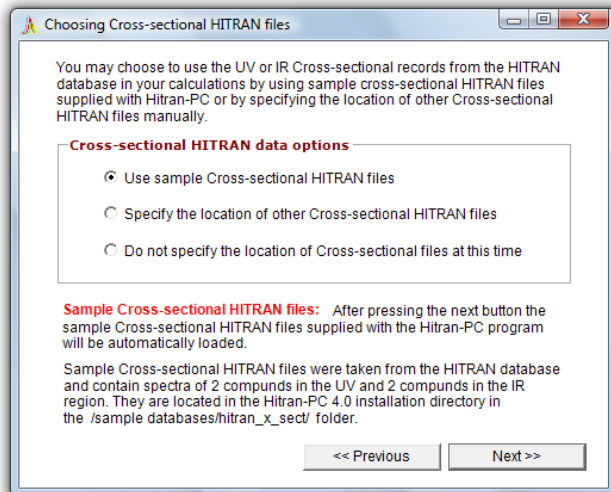 Choosing Cross-sectional HITRAN files
You may choose to use the UV or IR Cross-sectional records from the HITRAN
database in your calculations by using sample cross-sectional HITRAN files
supplied with Hitran-PC or by specifying the location of other Cross-sectional
HITRAN files manually.
Cross-sectional HITRAN data options
Use sample Cross-sectional HITRAN files
Specify the location of other Cross-sectional HITRAN files
Do not specify the location of Cross-sectional files at this time
Sample Cross-sectional HITRAN files: After pressing the next button the
sample Cross-sectional HITRAN files supplied with the Hitran-PC program
will be automatically loaded.
Sample Cross-sectional HITRAN files were taken from the HITRAN database
and contain spectra of 2 compunds in the UV and 2 compunds in the IR
region. They are located in the Hitran-PC 4.0 installation directory in
the /sample databases/hitran_x_sect/ folder.
<< Previous Next >>